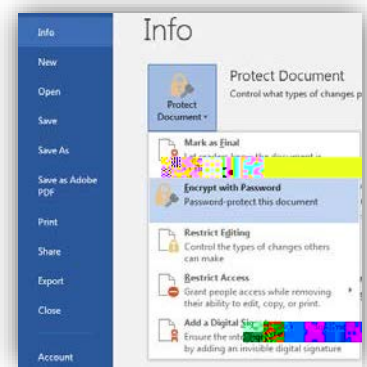 Info
New
Open
Save
Save As
Save as Adobe
PDF
Print
Share
Export
Close
Account
Info
Protect
Document
Protect Document
Control what types of changes p
Mark as Final
Encrypt with Password
Password-protect this document
Restrict Editing
Control the types of changes others
can make
Restrict Access
Grant people access while removing
their ability to edit, copy, or print.
Add a Digital
Ensure the
by adding an invisible digital signature